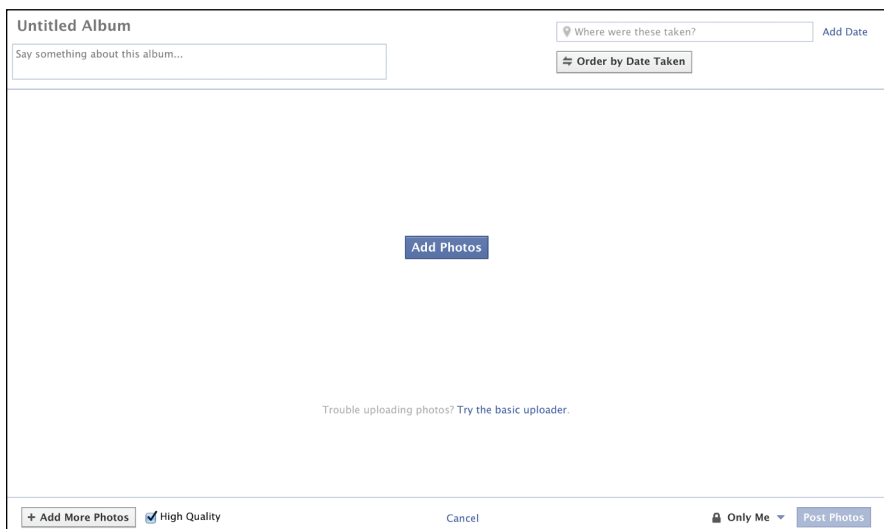 Untitled Album
Where were these taken?
Add Date
Say something about this album...
Order by Date Taken
Add Photos
Trouble uploading photos? Try the basic uploader.
+ Add More Photos
High Quality
Cancel
Only Me
Post Photos